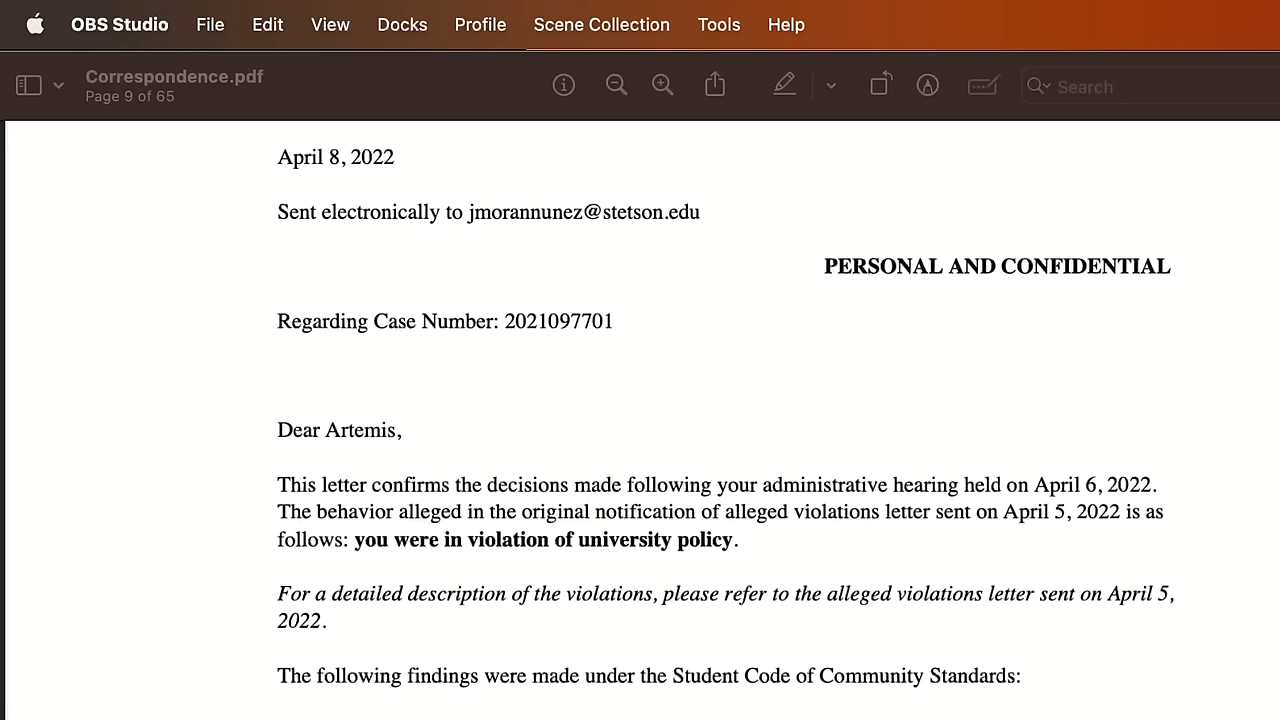 OBS Studio File Edit View Docks Profile Scene Collection Tools Help
Correspondence.pdf
Page 9 of 65
Search
April 8, 2022
Sent electronically to jmorannunez@stetson.edu
PERSONAL AND CONFIDENTIAL
Regarding Case Number: 2021097701
Dear Artemis,
This letter confirms the decisions made following your administrative hearing held on April 6, 2022.
The behavior alleged in the original notification of alleged violations letter sent on April 5, 2022 is as
follows: you were in violation of university policy.
For a detailed description of the violations, please refer to the alleged violations letter sent on April 5,
2022.
The following findings were made under the Student Code of Community Standards: